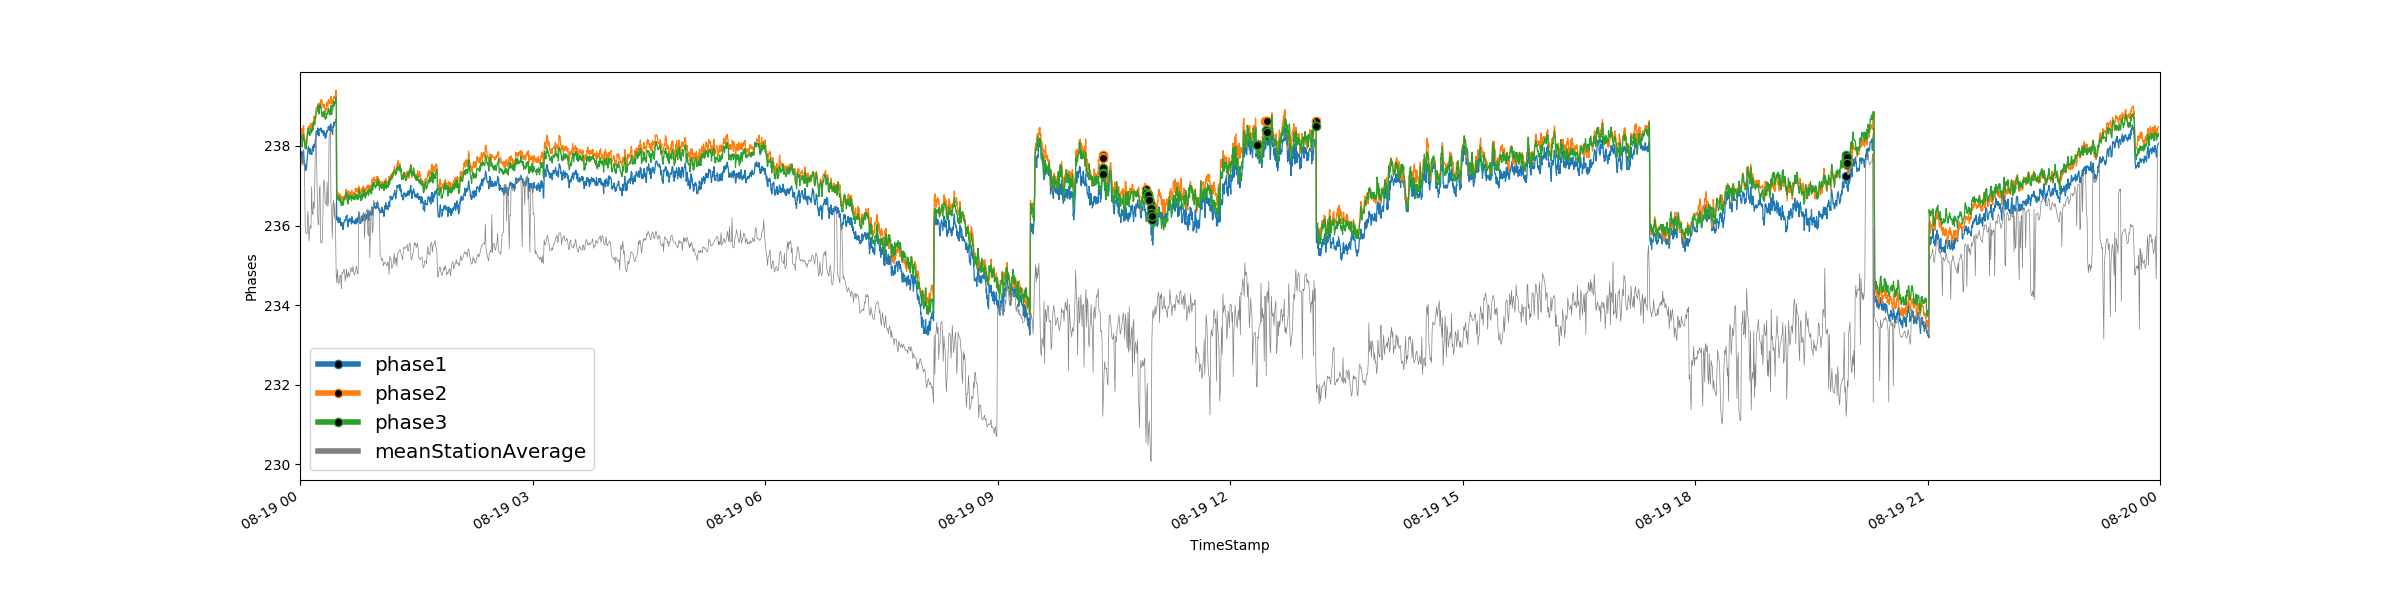 Phases
238
236
234
232
230
phase1
phase2
phase3
meanStationAverage
08-19 00
08-19 03
08-19 06
08-19 09
08-19 12
08-19 15
08-19 18
08-19 21
08-20 00
TimeStamp